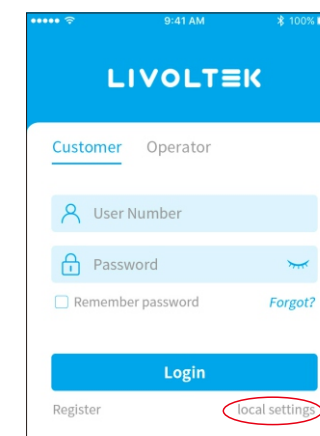 9:41 AM 100%
LIVOLTEK
Customer Operator
User Number
Password
Remember password Forgot?
Login
Register local settings